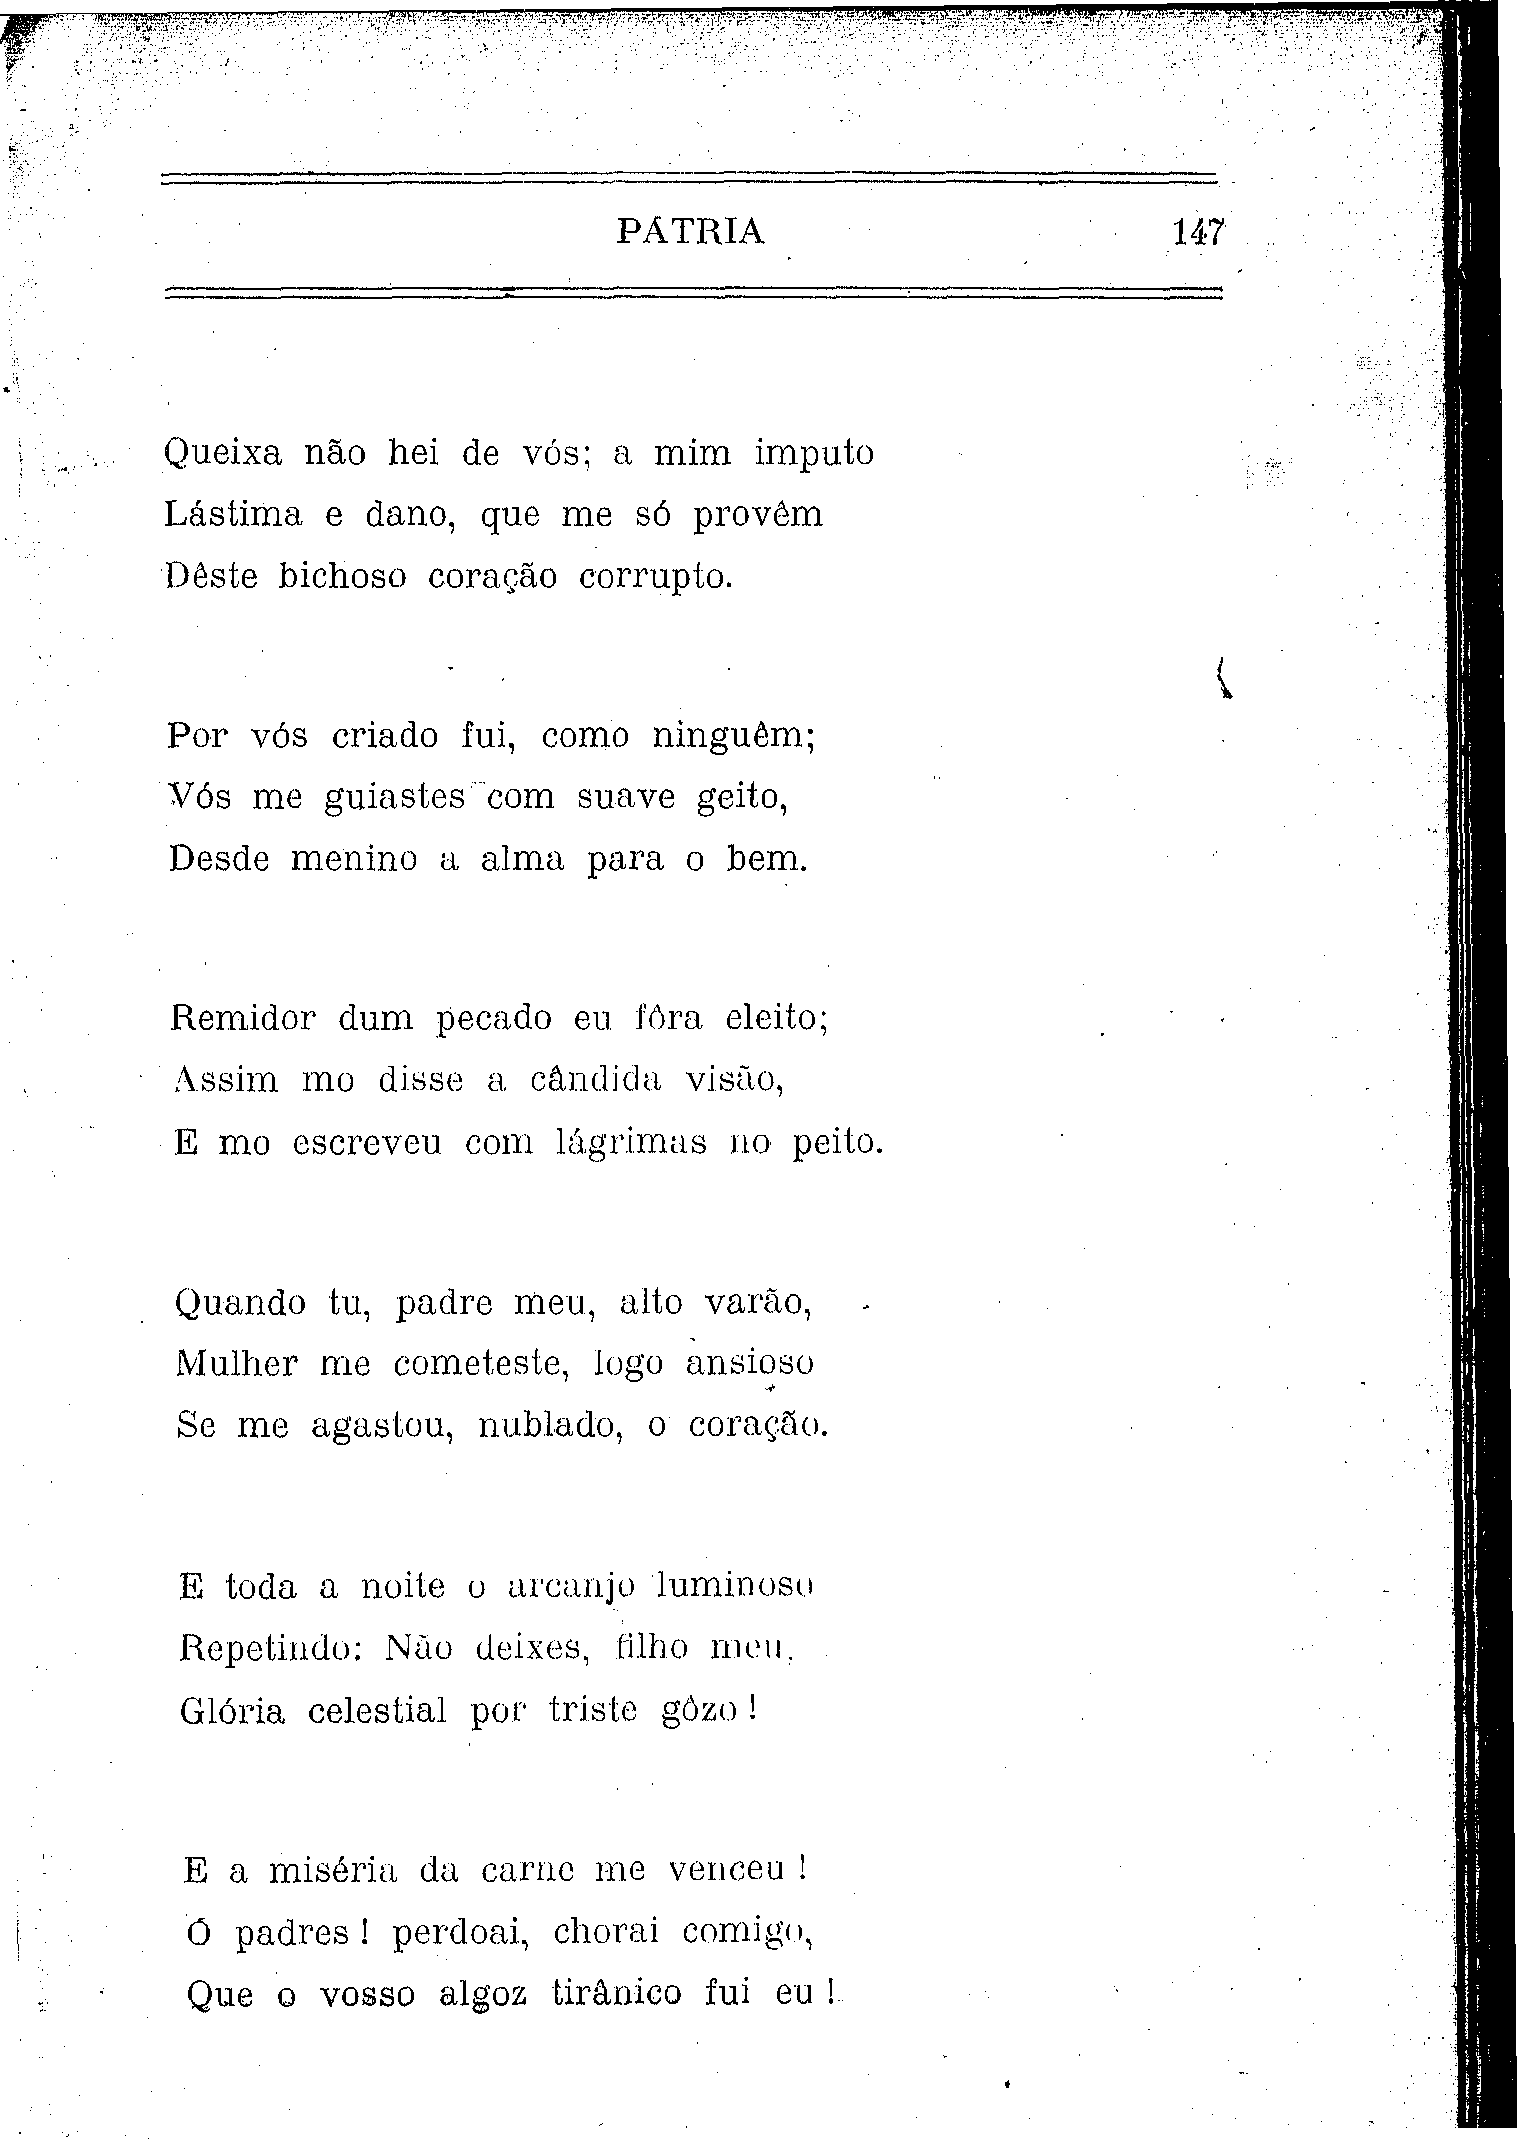 PÁTRIA 147
Queixa não hei de vós; a mim imputo
Lástima e dano, que me só provêm
Dêste bichoso coração corrupto.
Por vós criado fui, como ninguêm;
Vós me guiastes com suave geito,
Desde menino a alma para o bem.
Remidor dum pecado eu fôra eleito;
Assim mo disse a cândida visão,
E mo escreveu com lágrimas no peito.
Quando tu, padre meu, alto varão,
Mulher me cometeste, logo ansioso
Se me agastou, nublado, o coração.
E toda a noite o arcanjo luminoso
Repetindo: Não deixes, filho meu,
Glória celestial por triste gôzo !
E a miséria da carne me venceu !
Ó padres ! perdoai, chorai comigo,
Que o vosso algoz tirânico fui eu !